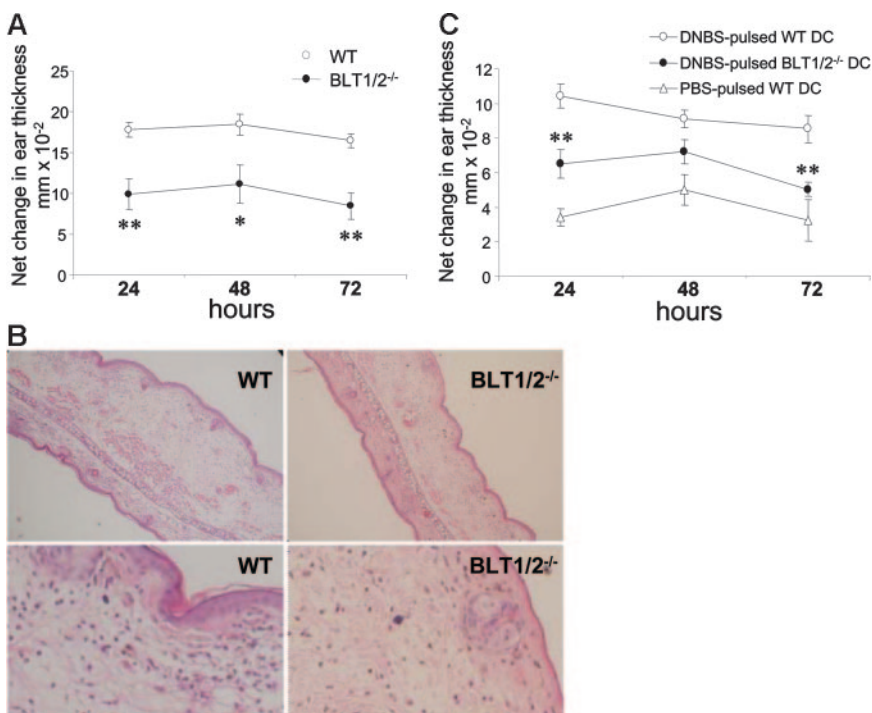 A
Net change in ear thickness
mm x 10⁻²
WT
BLT1/2⁻/⁻
25
20
15
10
5
0
**
*
**
24 48 72
hours
C
Net change in ear thickness
mm x 10⁻²
DNBS-pulsed WT DC
DNBS-pulsed BLT1/2⁻/⁻ DC
PBS-pulsed WT DC
12
10
8
6
4
2
0
**
**
24 48 72
hours
B
WT
BLT1/2⁻/⁻
WT
BLT1/2⁻/⁻